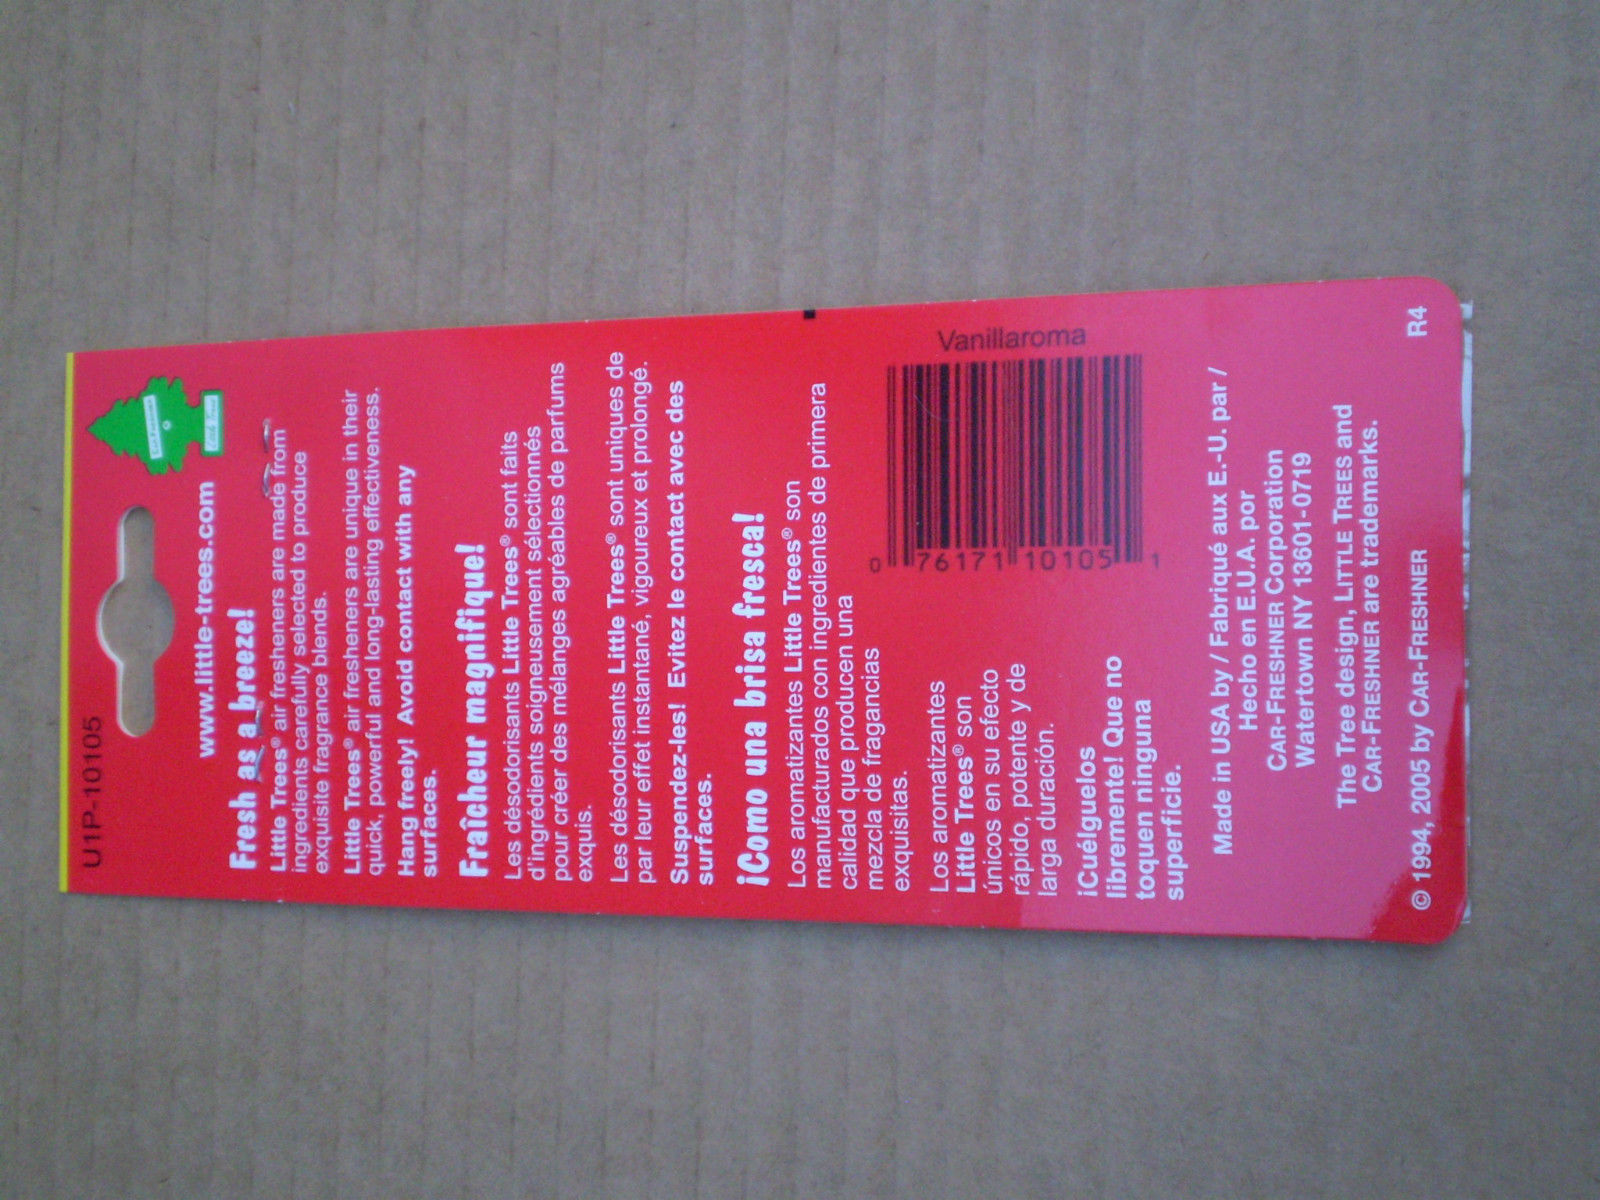 U1P-10105
www.little-trees.com
Fresh as a breeze!
Little Trees® air fresheners are made from
ingredients carefully selected to produce
exquisite fragrance blends.
Little Trees® air fresheners are unique in their
quick, powerful and long-lasting effectiveness.
Hang freely! Avoid contact with any
surfaces.
Fraîcheur magnifique!
Les désodorisants Little Trees® sont faits
d'ingrédients soigneusement sélectionnés
pour créer des mélanges agréables de parfums
exquis.
Les désodorisants Little Trees® sont uniques de
par leur effet instantané, vigoureux et prolongé.
Suspendez-les! Evitez le contact avec des
surfaces.
¡Como una brisa fresca!
Los aromatizantes Little Trees® son
manufacturados con ingredientes de primera
calidad que producen una
mezcla de fragancias
exquisitas.
Los aromatizantes
Little Trees® son
únicos en su efecto
rápido, potente y de
larga duración.
¡Cuélguelos
libremente! Que no
toquen ninguna
superficie.
Vanillaroma
0 76171 10105 1
Made in USA by / Fabriqué aux E.-U. par /
Hecho en E.U.A. por
CAR-FRESHNER Corporation
Watertown NY 13601-0719
The Tree design, LITTLE TREES and
CAR-FRESHNER are trademarks.
© 1994, 2005 by CAR-FRESHNER
R4